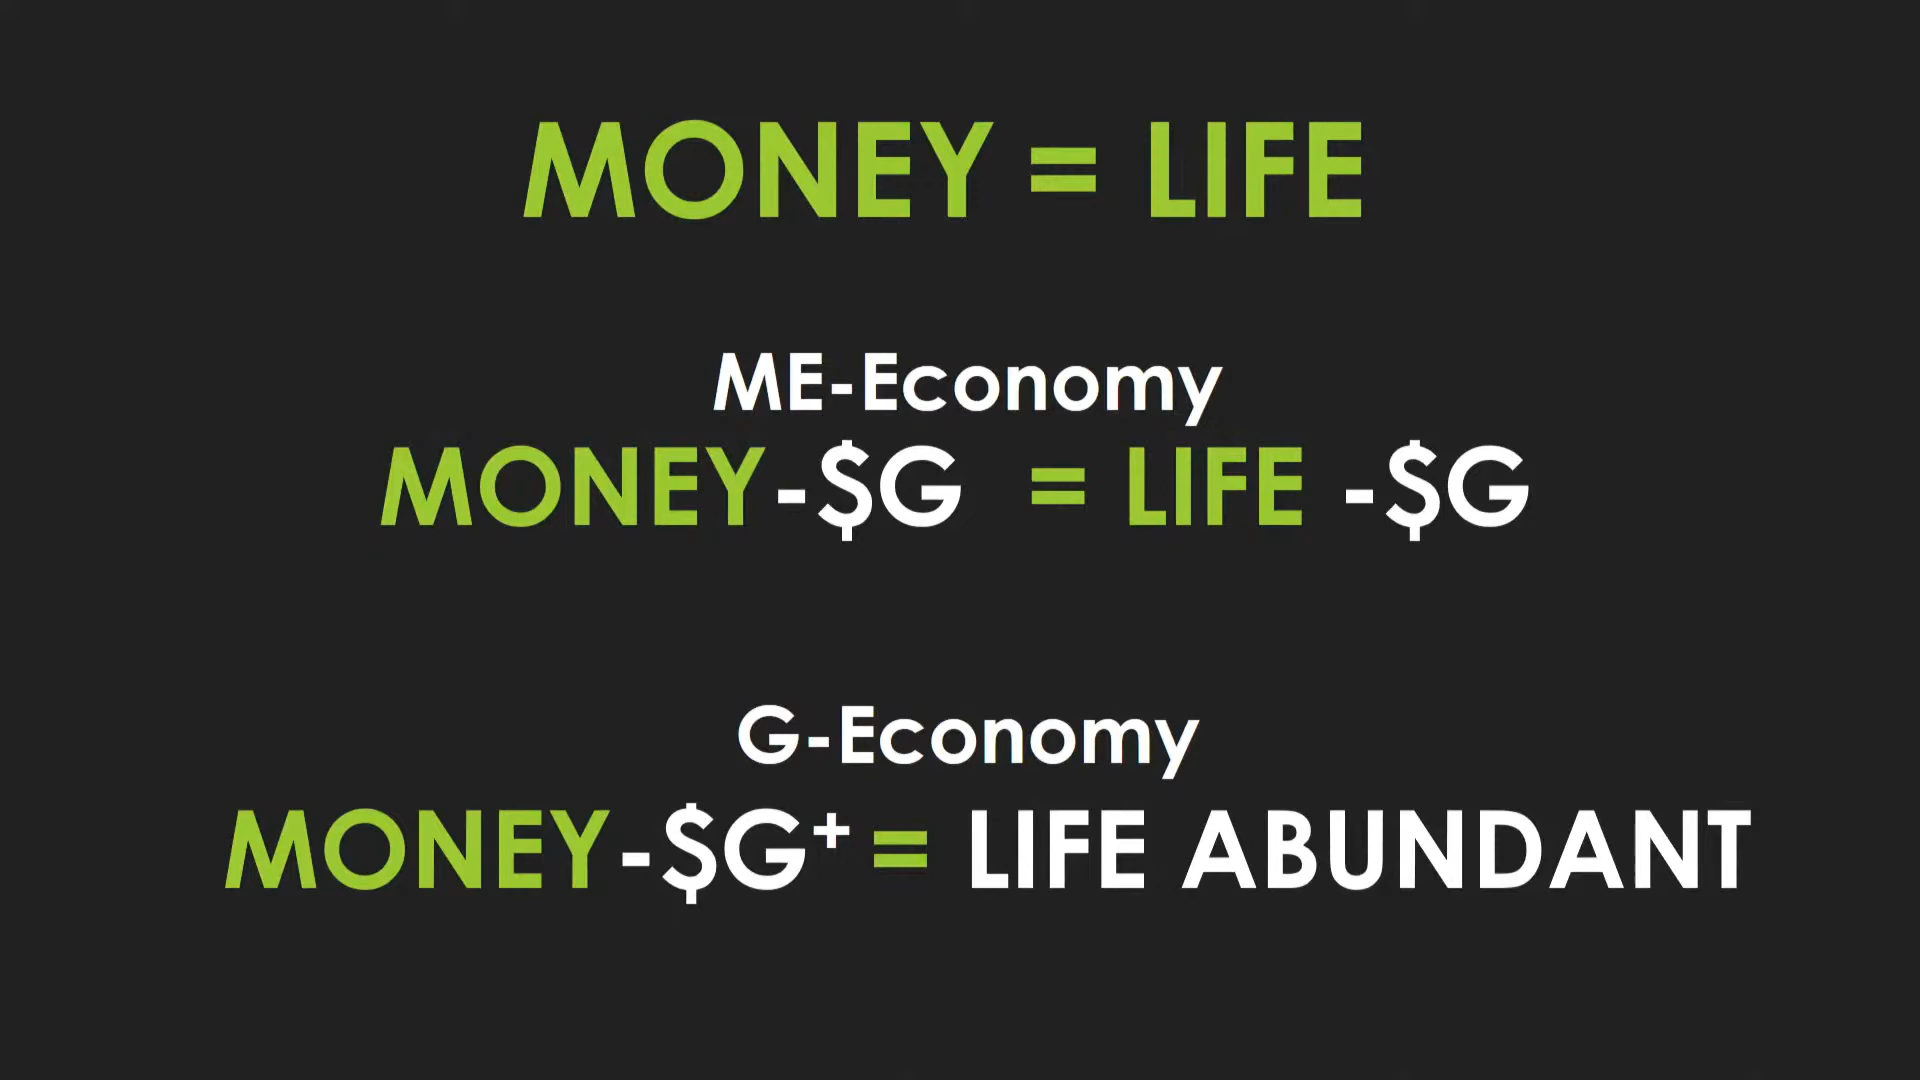 MONEY = LIFE
ME-Economy
MONEY-$G = LIFE -$G
G-Economy
MONEY-$G⁺ = LIFE ABUNDANT